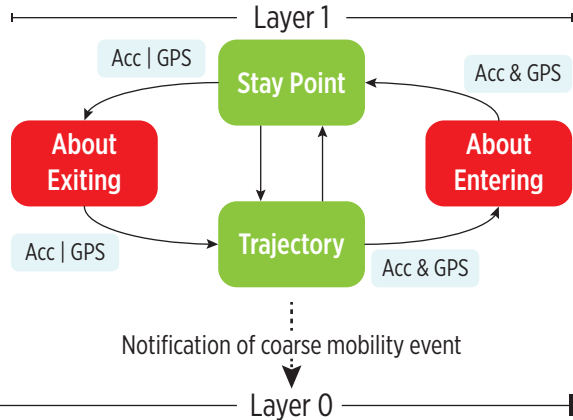 Layer 1
Acc | GPS
Stay Point
Acc & GPS
About
Exiting
About
Entering
Acc | GPS
Trajectory
Acc & GPS
Notification of coarse mobility event
Layer 0